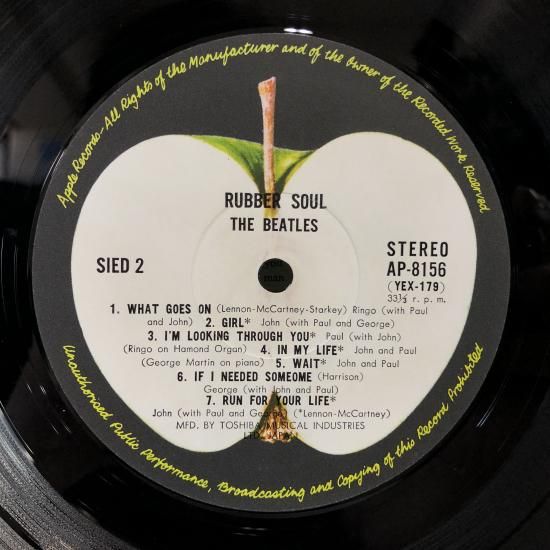 Apple Records-All Rights of the Manufacturer and of the Owner of the Recorded Work Reserved
RUBBER SOUL
THE BEATLES
SIED 2
STEREO
AP-8156
(YEX-179)
33⅓ r. p. m.
1. WHAT GOES ON (Lennon-McCartney-Starkey) Ringo (with Paul
and John) 2. GIRL* John (with Paul and George)
3. I'M LOOKING THROUGH YOU* Paul (with John)
(Ringo on Hamond Organ) 4. IN MY LIFE* John and Paul
(George Martin on piano) 5. WAIT* John and Paul
6. IF I NEEDED SOMEONE (Harrison)
George (with John and Paul)
7. RUN FOR YOUR LIFE*
John (with Paul and George) (*Lennon-McCartney)
MFD. BY TOSHIBA MUSICAL INDUSTRIES
LTD. JAPAN
Unauthorised Public Performance, Broadcasting and Copying of this Record Prohibited